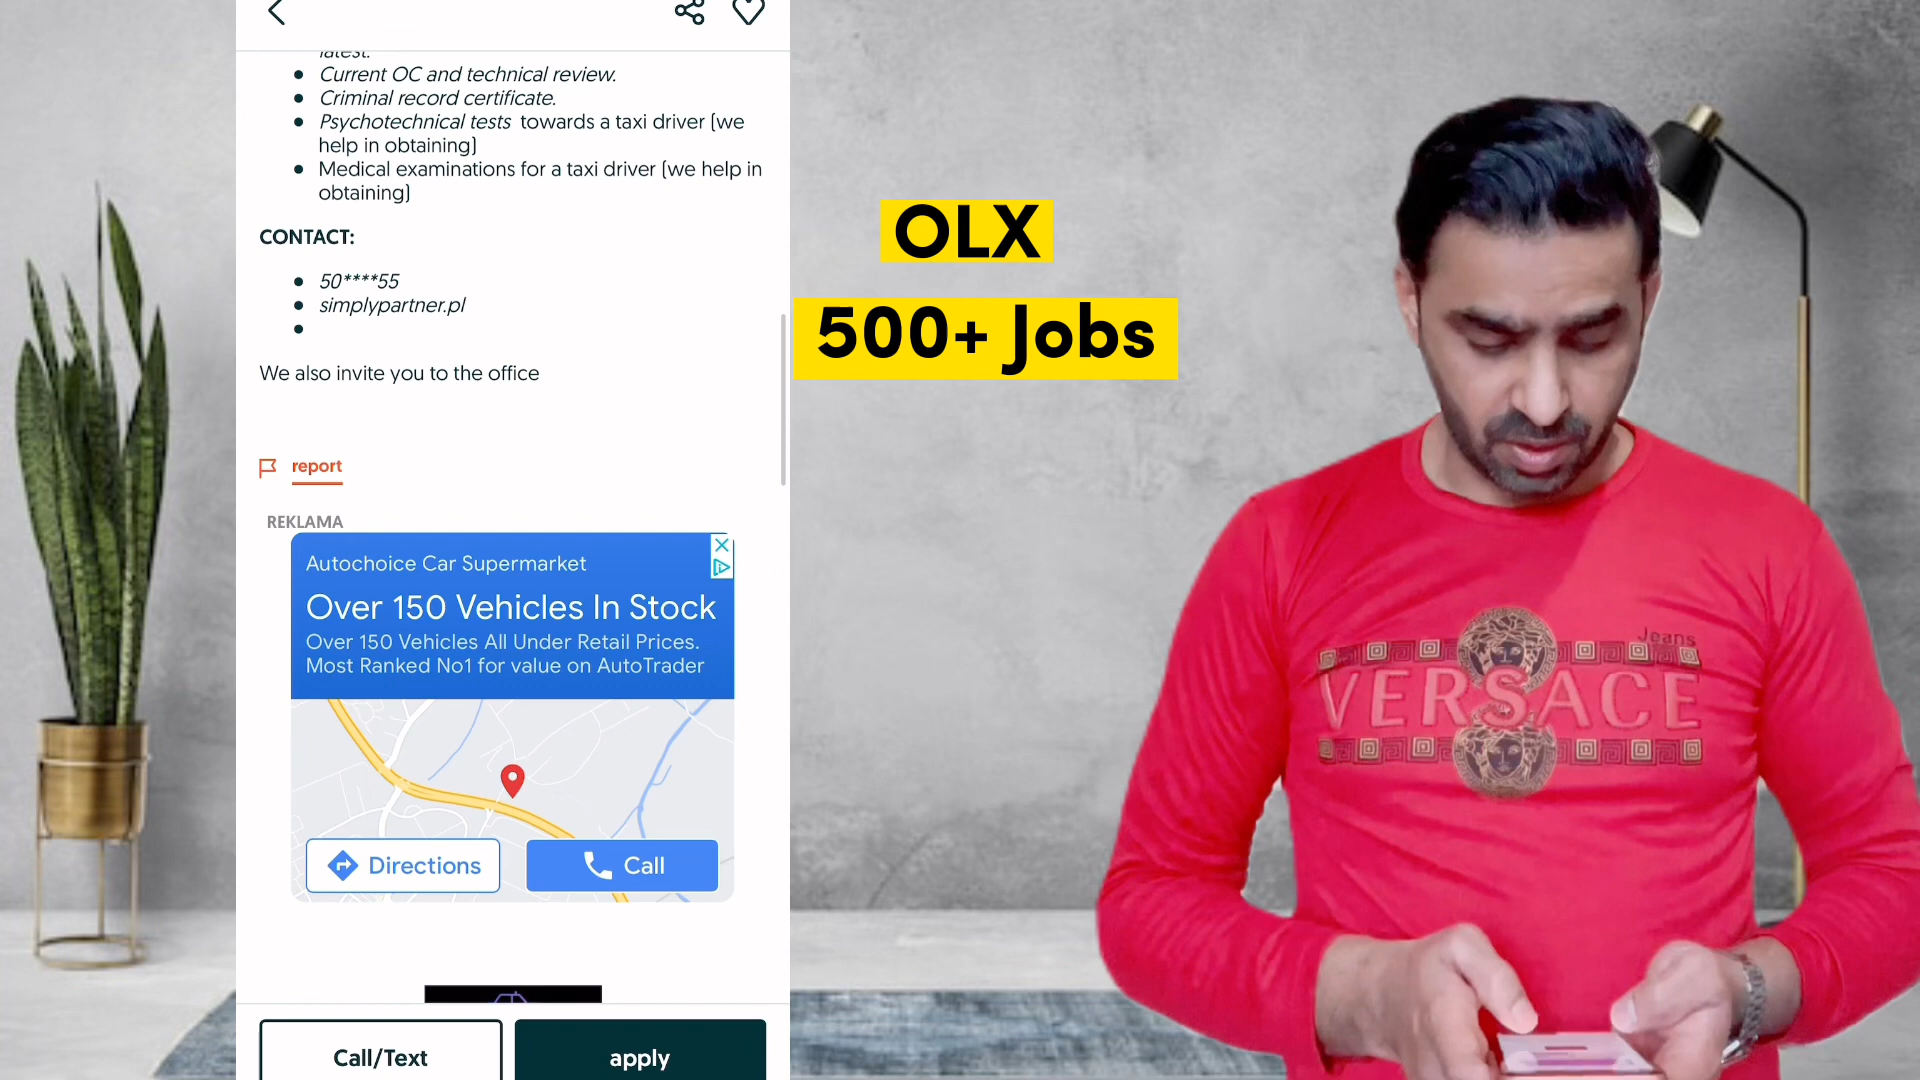 latest.
Current OC and technical review.
Criminal record certificate.
Psychotechnical tests towards a taxi driver (we
help in obtaining)
Medical examinations for a taxi driver (we help in
obtaining)
CONTACT:
50****55
simplypartner.pl
We also invite you to the office
report
REKLAMA
Autochoice Car Supermarket
Over 150 Vehicles In Stock
Over 150 Vehicles All Under Retail Prices.
Most Ranked No1 for value on AutoTrader
Directions
Call
Call/Text
apply
OLX
500+ Jobs
Jeans
VERSACE